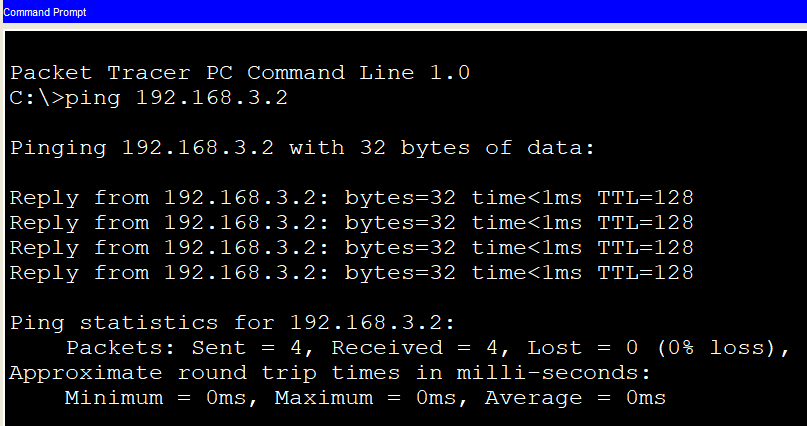 Command Prompt
Packet Tracer PC Command Line 1.0
C:\>ping 192.168.3.2
Pinging 192.168.3.2 with 32 bytes of data:
Reply from 192.168.3.2: bytes=32 time<1ms TTL=128
Reply from 192.168.3.2: bytes=32 time<1ms TTL=128
Reply from 192.168.3.2: bytes=32 time<1ms TTL=128
Reply from 192.168.3.2: bytes=32 time<1ms TTL=128
Ping statistics for 192.168.3.2:
Packets: Sent = 4, Received = 4, Lost = 0 (0% loss),
Approximate round trip times in milli-seconds:
Minimum = 0ms, Maximum = 0ms, Average = 0ms